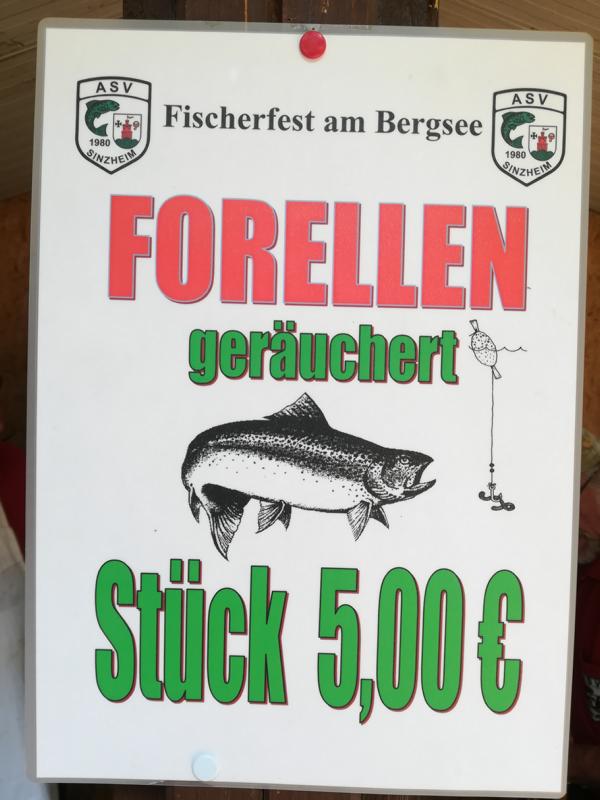 ASV
1980
SINZHEIM
Fischerfest am Bergsee
ASV
1980
SINZHEIM
FORELLEN
geräuchert
Stück 5,00 €